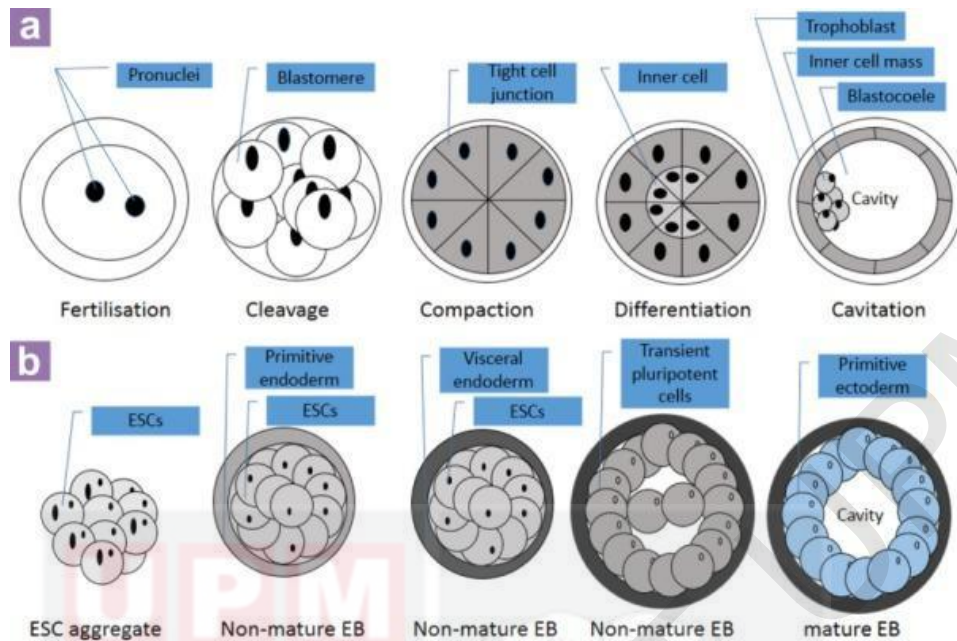 a
Pronuclei
Blastomere
Tight cell
junction
Inner cell
Trophoblast
Inner cell mass
Blastocoele
Cavity
Fertilisation
Cleavage
Compaction
Differentiation
Cavitation
b
ESCs
Primitive
endoderm
ESCs
Visceral
endoderm
ESCs
Transient
pluripotent
cells
Primitive
ectoderm
Cavity
ESC aggregate
Non-mature EB
Non-mature EB
Non-mature EB
mature EB
UPM
UPM